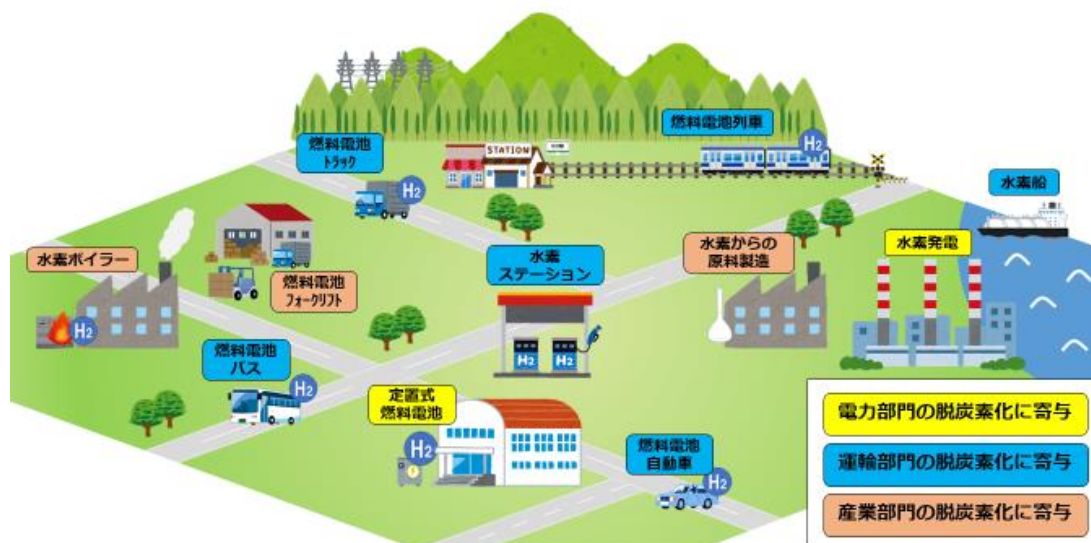 燃料電池
トラック
STATION
燃料電池列車
H2
H2
水素船
水素ボイラー
H2
燃料電池
フォークリフト
水素
ステーション
H2
H2
水素からの
原料製造
水素発電
燃料電池
バス
H2
定置式
燃料電池
H2
燃料電池
自動車
H2
電力部門の脱炭素化に寄与
運輸部門の脱炭素化に寄与
産業部門の脱炭素化に寄与